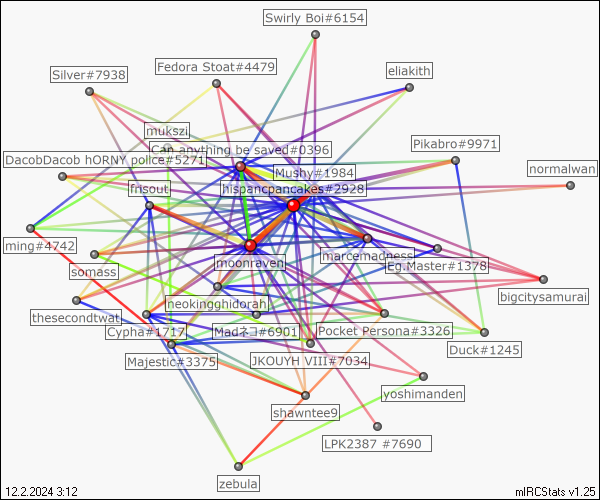 Swirly Boi#6154
Fedora Stoat#4479
Silver#7938
eliakith
mukszi
Pikabro#9971
Can anything be saved#0396
DacobDacob hORNY police#5271
Mushy#1984
normalwan
frisout
hispancpancakes#2928
ming#4742
moonraven
marcemadness
somass
Eg.Master#1378
bigcitysamurai
neokingghidorah
thesecondtwat
Cypha#1717
Madネコ#6901
Pocket Persona#3326
Duck#1245
Majestic#3375
JKOUYH VIII#7034
yoshimanden
shawntee9
LPK2387 #7690
zebula
12.2.2024 3:12
mIRCStats v1.25